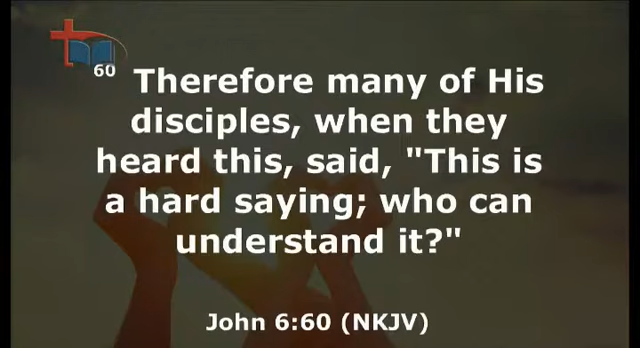 60 Therefore many of His
disciples, when they
heard this, said, "This is
a hard saying; who can
understand it?"
John 6:60 (NKJV)